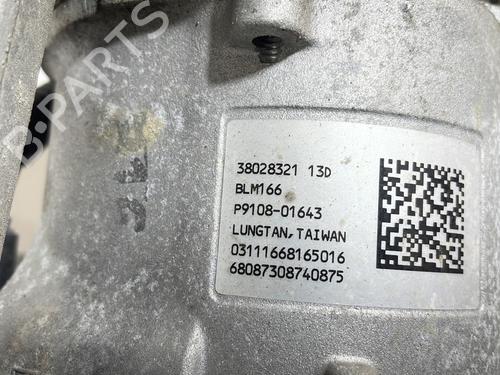 B-PARTS
38028321 13D
BLM166
P9108-01643
LUNGTAN,TAIWAN
03111668165016
68087308740875